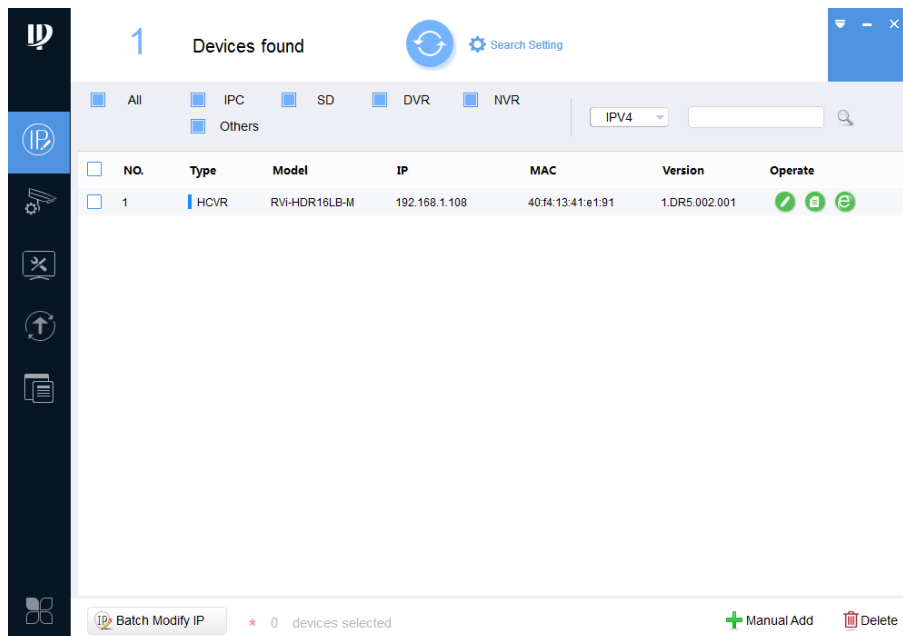 1 Devices found Search Setting
All IPC SD DVR NVR
IPV4
Others
NO. Type Model IP MAC Version Operate
1 HCVR RVi-HDR16LB-M 192.168.1.108 40:f4:13:41:e1:91 1.DR5.002.001
Batch Modify IP * 0 devices selected Manual Add Delete